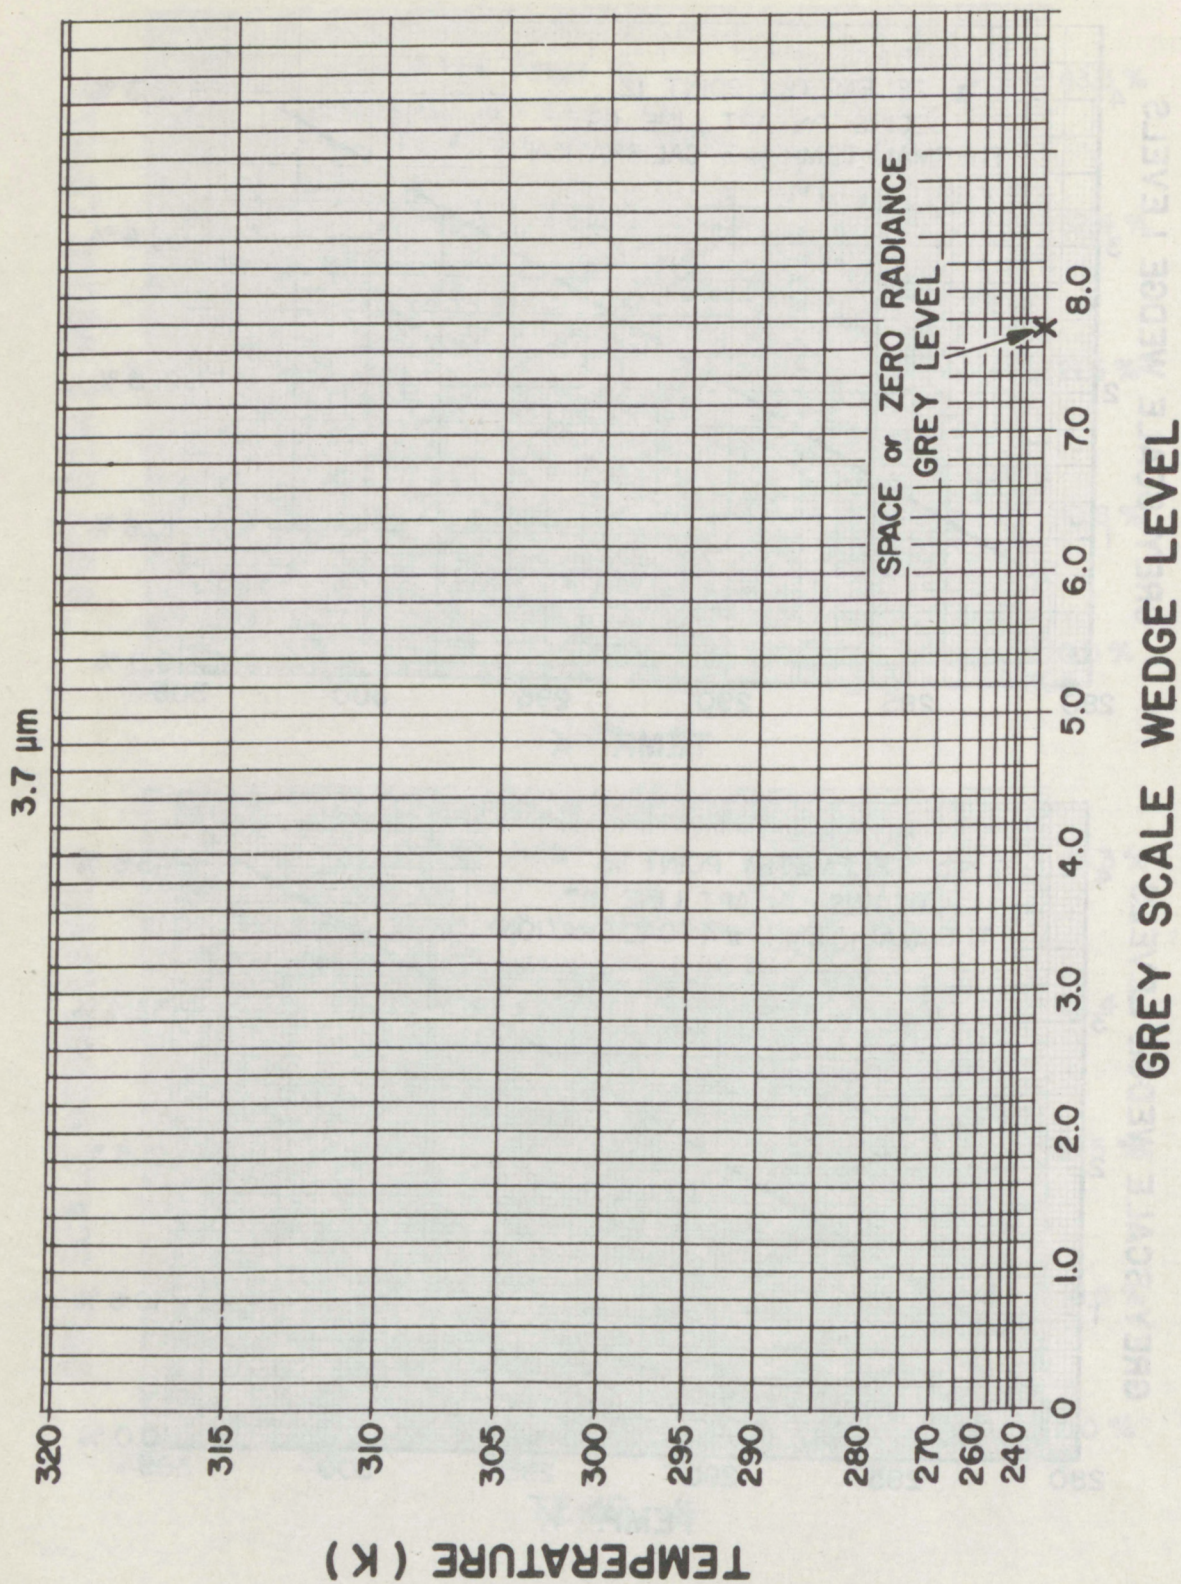 3.7 µm
TEMPERATURE (K)
320
315
310
305
300
295
290
280
270
260
240
SPACE or ZERO RADIANCE
GREY LEVEL
X
0 1.0 2.0 3.0 4.0 5.0 6.0 7.0 8.0
GREY SCALE WEDGE LEVEL